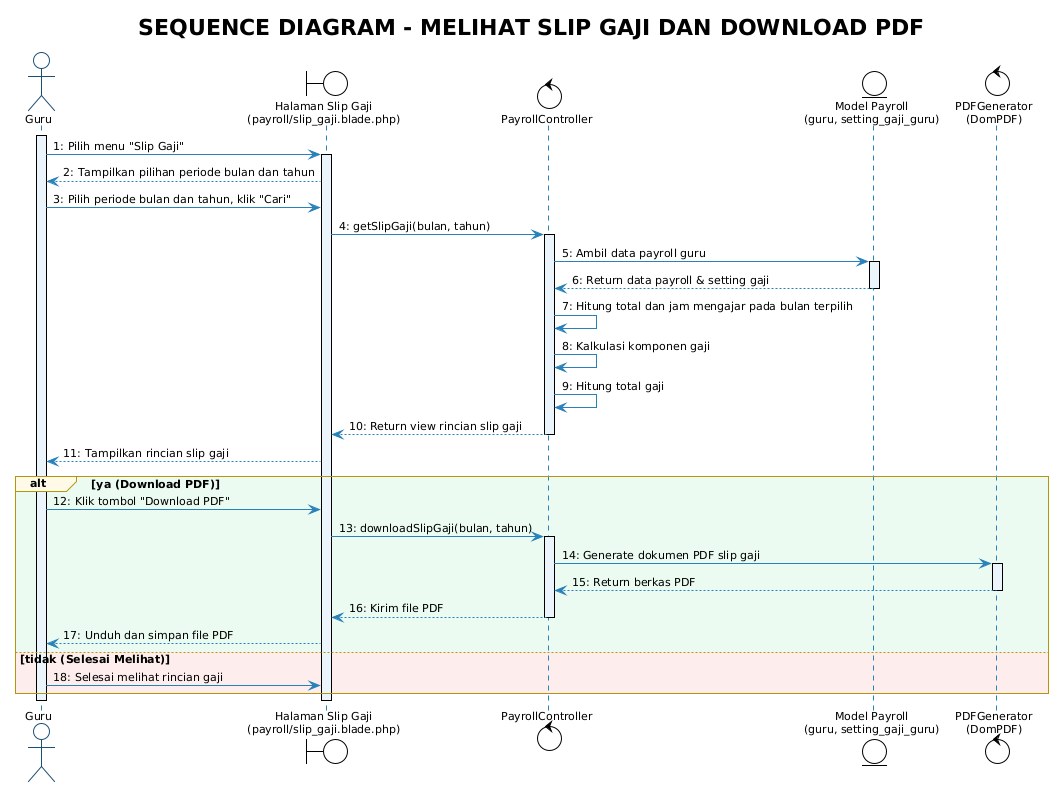 SEQUENCE DIAGRAM - MELIHAT SLIP GAJI DAN DOWNLOAD PDF
Guru
Halaman Slip Gaji
(payroll/slip_gaji.blade.php)
PayrollController
Model Payroll
(guru, setting_gaji_guru)
PDFGenerator
(DomPDF)
1: Pilih menu "Slip Gaji"
2: Tampilkan pilihan periode bulan dan tahun
3: Pilih periode bulan dan tahun, klik "Cari"
4: getSlipGaji(bulan, tahun)
5: Ambil data payroll guru
6: Return data payroll & setting gaji
7: Hitung total dan jam mengajar pada bulan terpilih
8: Kalkulasi komponen gaji
9: Hitung total gaji
10: Return view rincian slip gaji
11: Tampilkan rincian slip gaji
alt [ya (Download PDF)]
12: Klik tombol "Download PDF"
13: downloadSlipGaji(bulan, tahun)
14: Generate dokumen PDF slip gaji
15: Return berkas PDF
16: Kirim file PDF
17: Unduh dan simpan file PDF
[tidak (Selesai Melihat)]
18: Selesai melihat rincian gaji
Guru
Halaman Slip Gaji
(payroll/slip_gaji.blade.php)
PayrollController
Model Payroll
(guru, setting_gaji_guru)
PDFGenerator
(DomPDF)